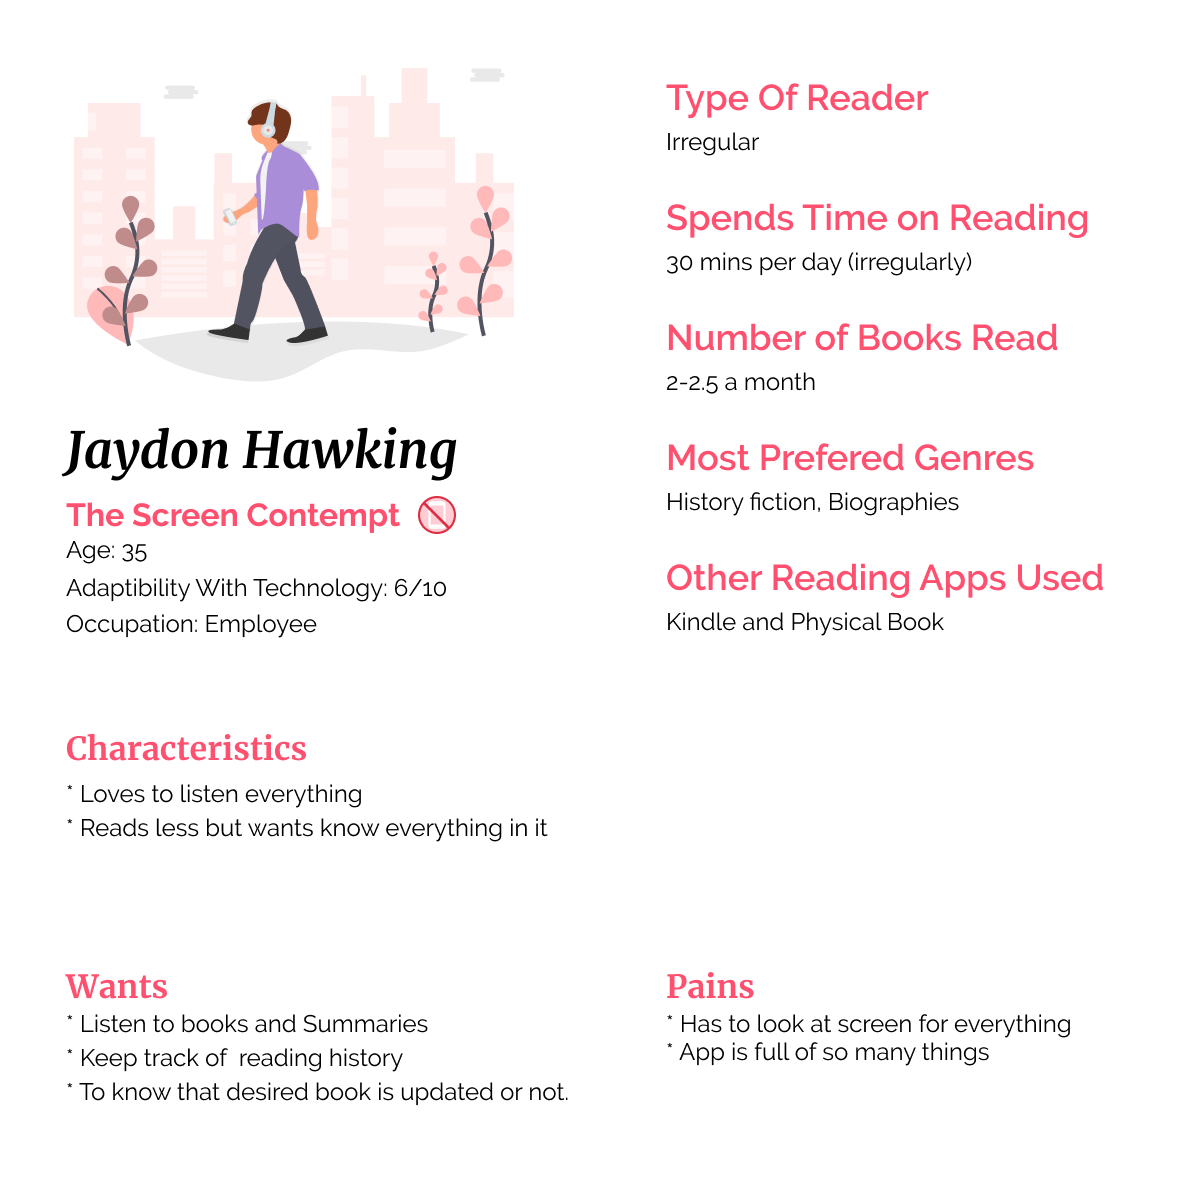 Jaydon Hawking
The Screen Contempt
Age: 35
Adaptibility With Technology: 6/10
Occupation: Employee
Type Of Reader
Irregular
Spends Time on Reading
30 mins per day (irregularly)
Number of Books Read
2-2.5 a month
Most Prefered Genres
History fiction, Biographies
Other Reading Apps Used
Kindle and Physical Book
Characteristics
* Loves to listen everything
* Reads less but wants know everything in it
Wants
* Listen to books and Summaries
* Keep track of  reading history
* To know that desired book is updated or not.
Pains
* Has to look at screen for everything
* App is full of so many things